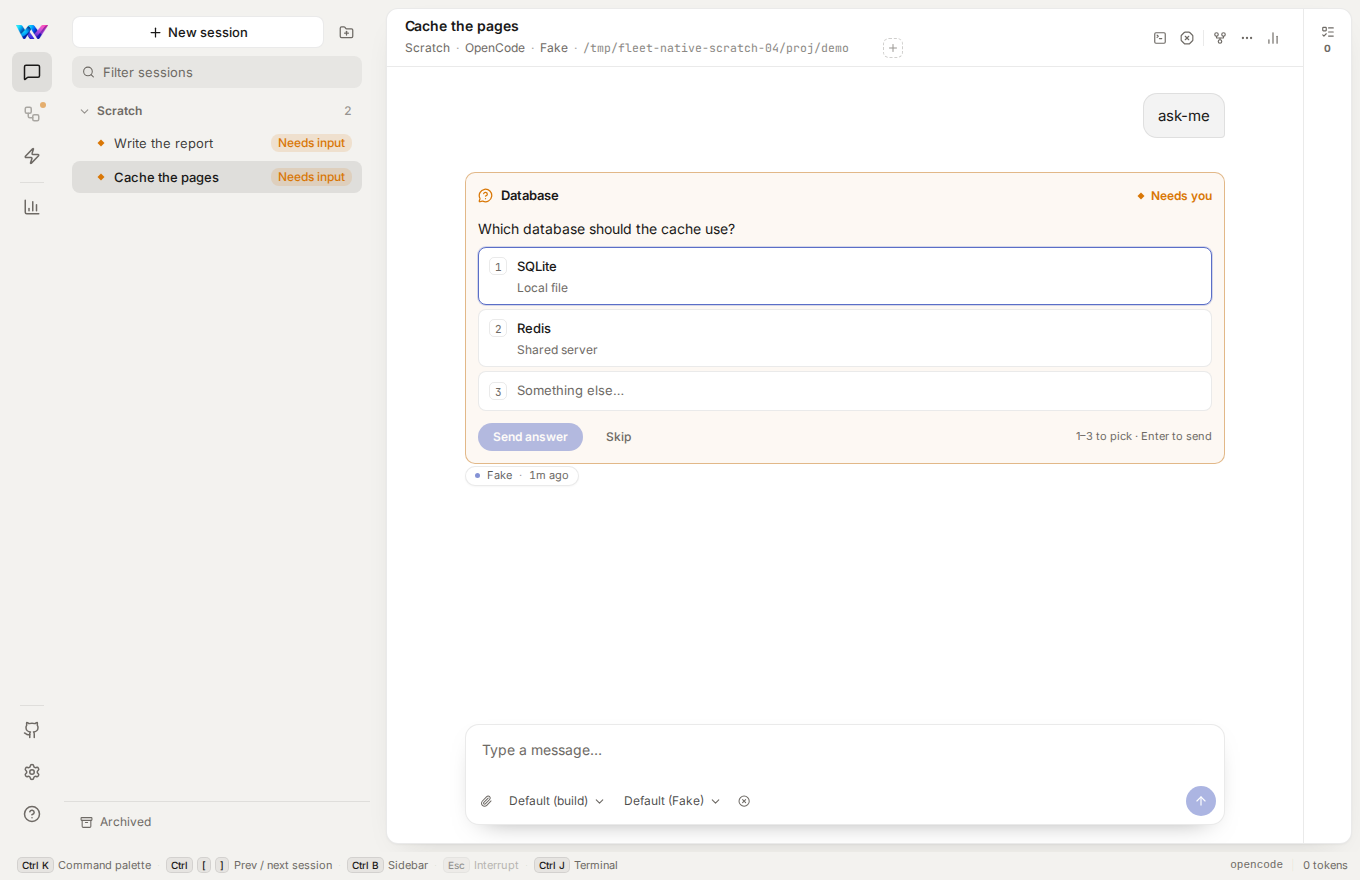 New session
Filter sessions
Scratch 2
Write the report Needs input
Cache the pages Needs input
Archived
Cache the pages
Scratch · OpenCode · Fake · /tmp/fleet-native-scratch-04/proj/demo
0
ask-me
Database Needs you
Which database should the cache use?
1 SQLite
Local file
2 Redis
Shared server
3 Something else...
Send answer Skip 1–3 to pick · Enter to send
Fake · 1m ago
Type a message...
Default (build) Default (Fake)
Ctrl K Command palette Ctrl [ ] Prev / next session Ctrl B Sidebar Esc Interrupt Ctrl J Terminal opencode 0 tokens